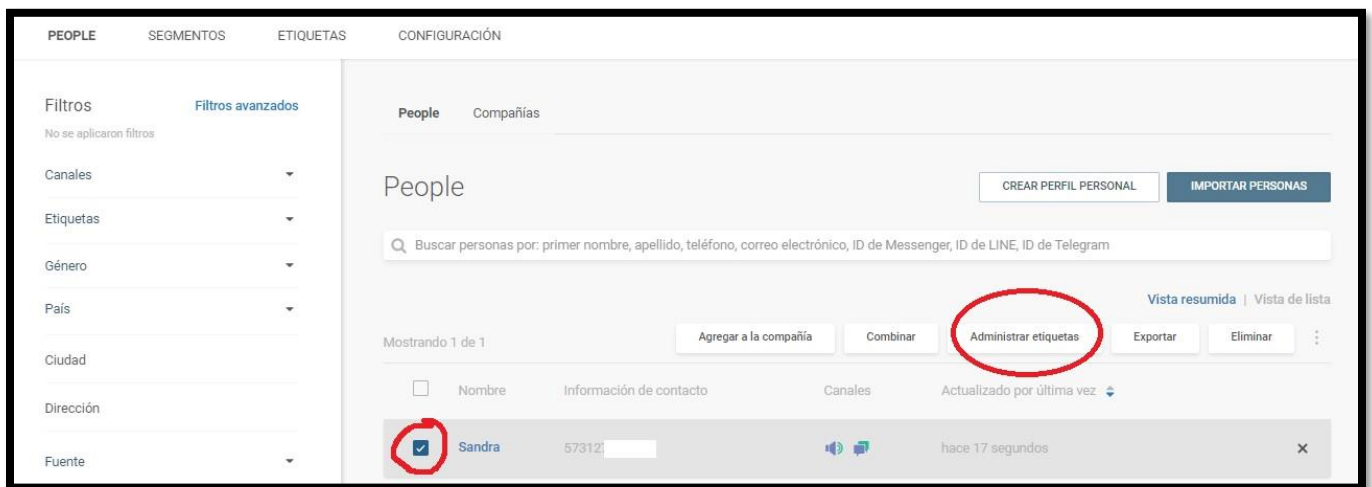 PEOPLE SEGMENTOS ETIQUETAS CONFIGURACIÓN
Filtros Filtros avanzados
No se aplicaron filtros
Canales
Etiquetas
Género
País
Ciudad
Dirección
Fuente
People Compañías
People
CREAR PERFIL PERSONAL IMPORTAR PERSONAS
Buscar personas por: primer nombre, apellido, teléfono, correo electrónico, ID de Messenger, ID de LINE, ID de Telegram
Vista resumida | Vista de lista
Mostrando 1 de 1 Agregar a la compañía Combinar Administrar etiquetas Exportar Eliminar
Nombre Información de contacto Canales Actualizado por última vez
Sandra 57312 hace 17 segundos